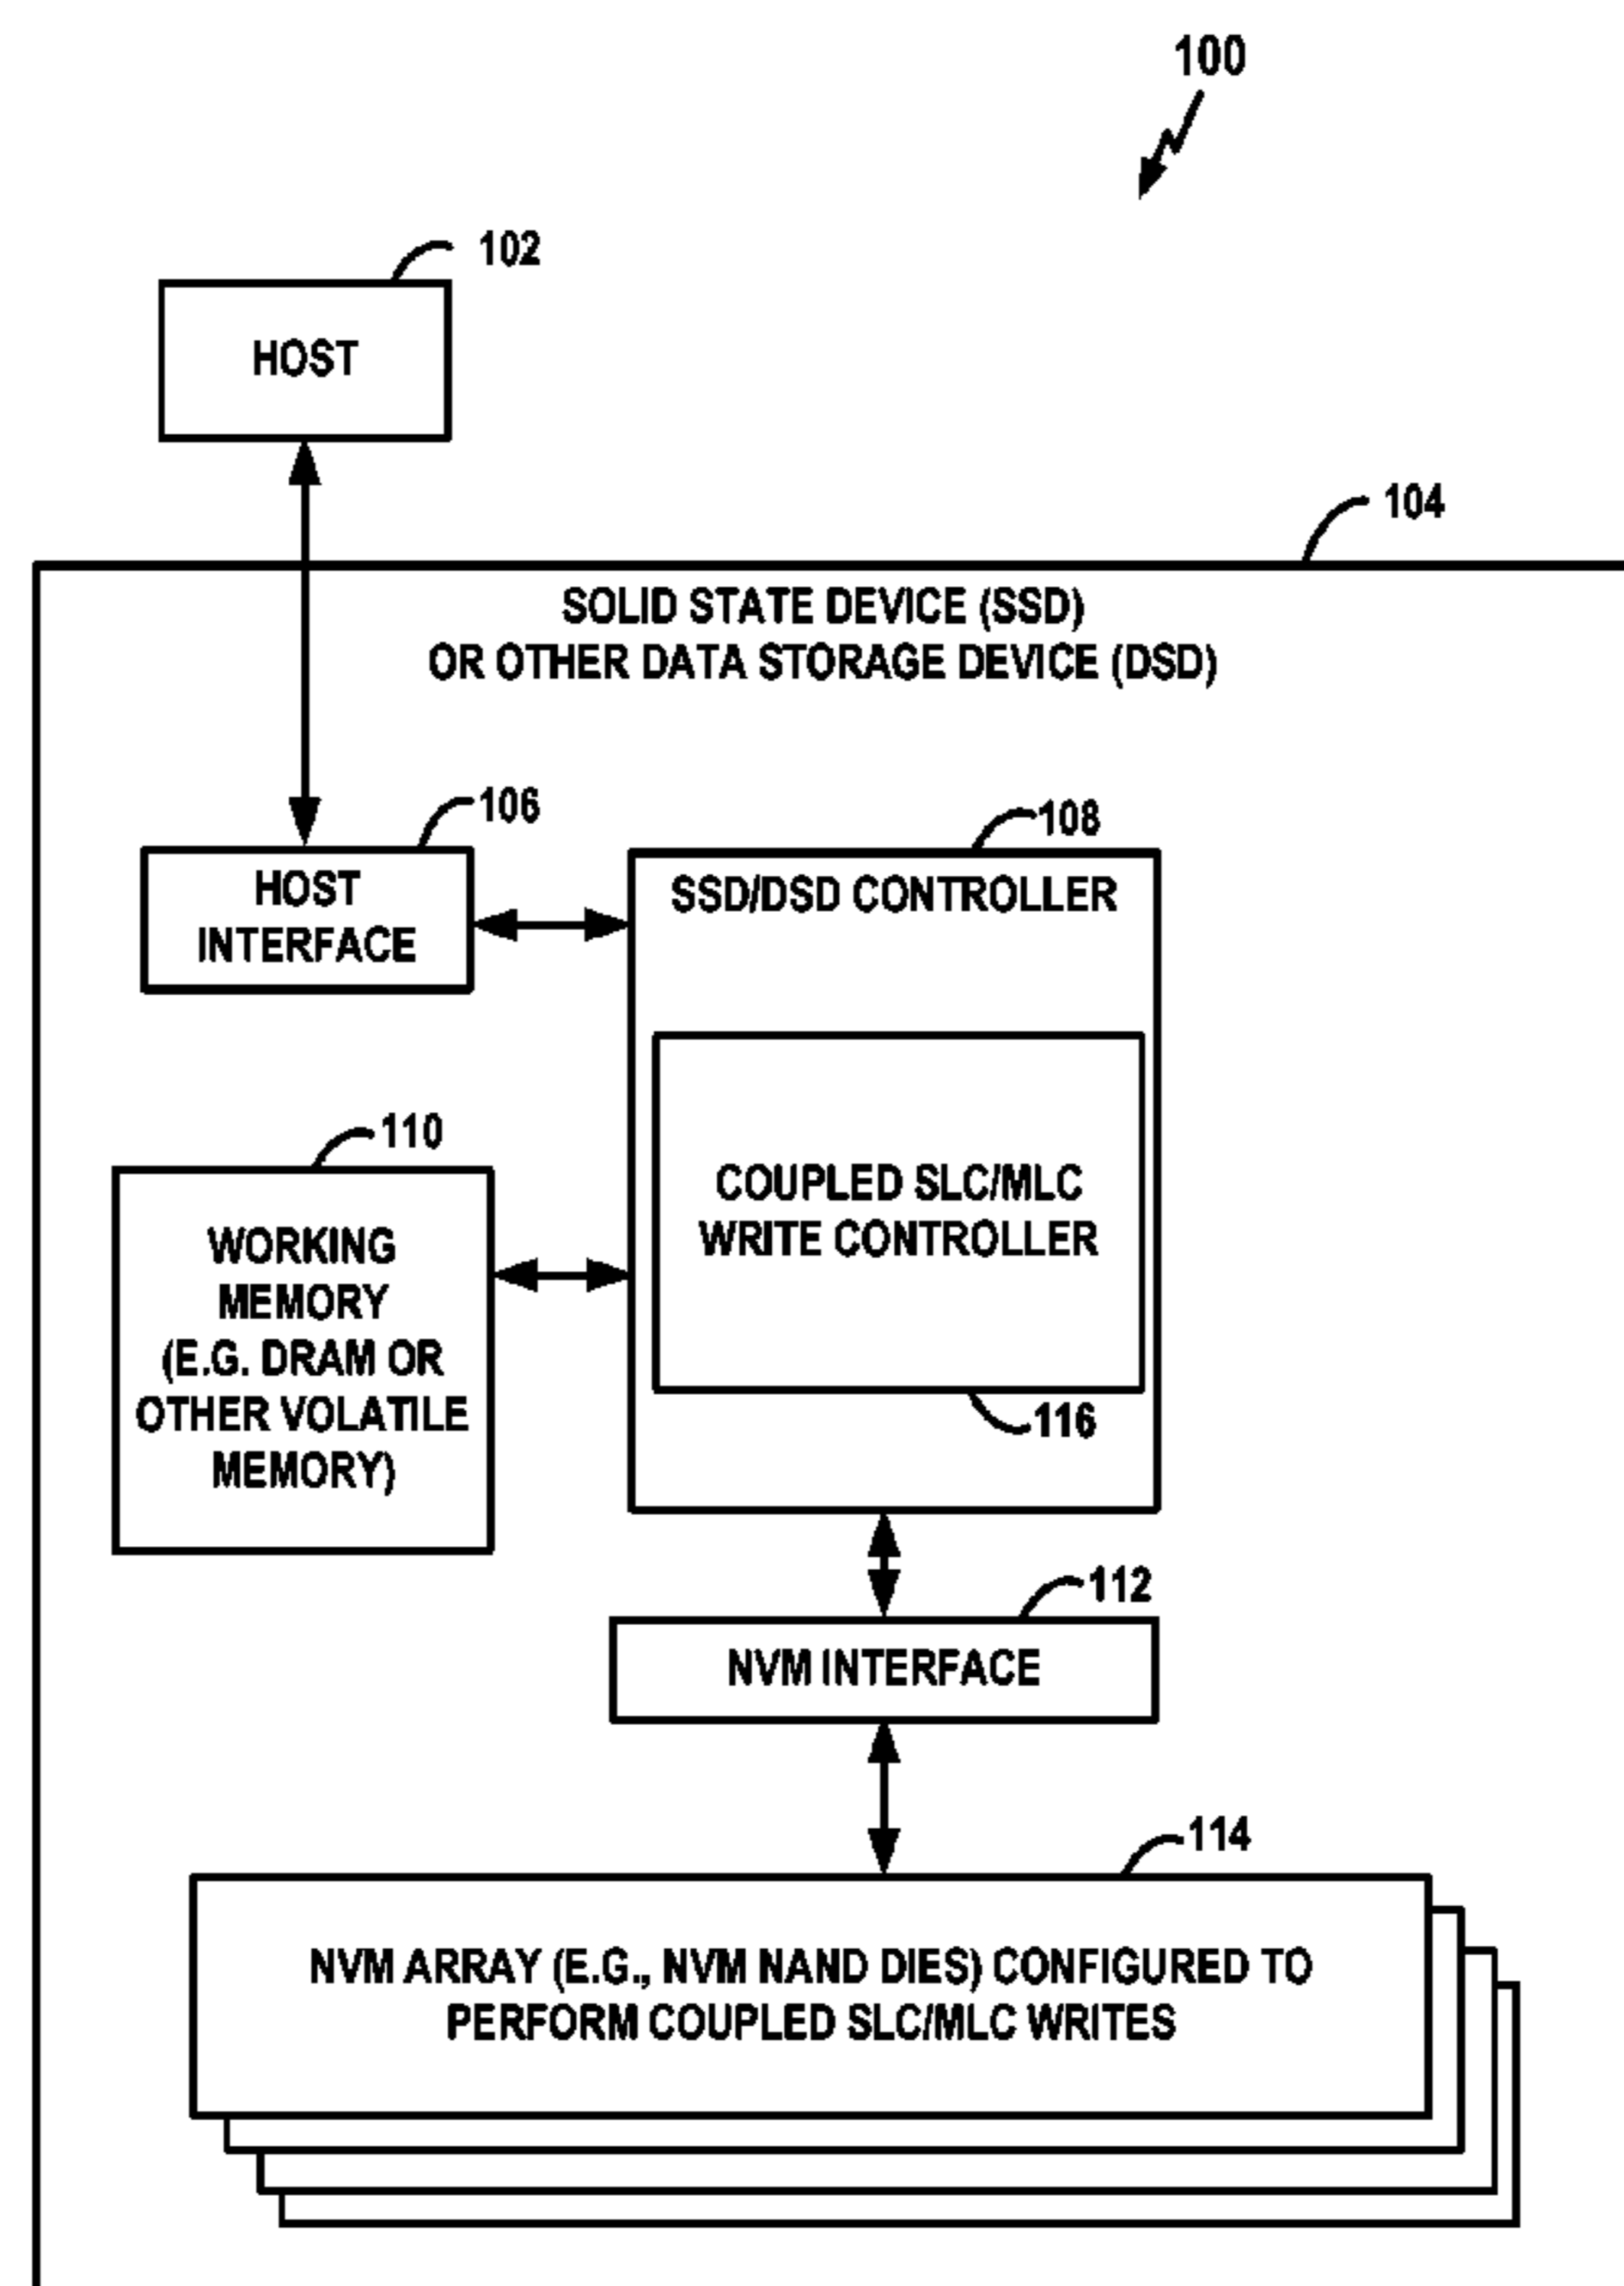 100
102
HOST
104
SOLID STATE DEVICE (SSD)
OR OTHER DATA STORAGE DEVICE (DSD)
106
HOST
INTERFACE
108
SSD/DSD CONTROLLER
COUPLED SLC/MLC
WRITE CONTROLLER
116
110
WORKING
MEMORY
(E.G. DRAM OR
OTHER VOLATILE
MEMORY)
112
NVM INTERFACE
114
NVM ARRAY (E.G., NVM NAND DIES) CONFIGURED TO
PERFORM COUPLED SLC/MLC WRITES